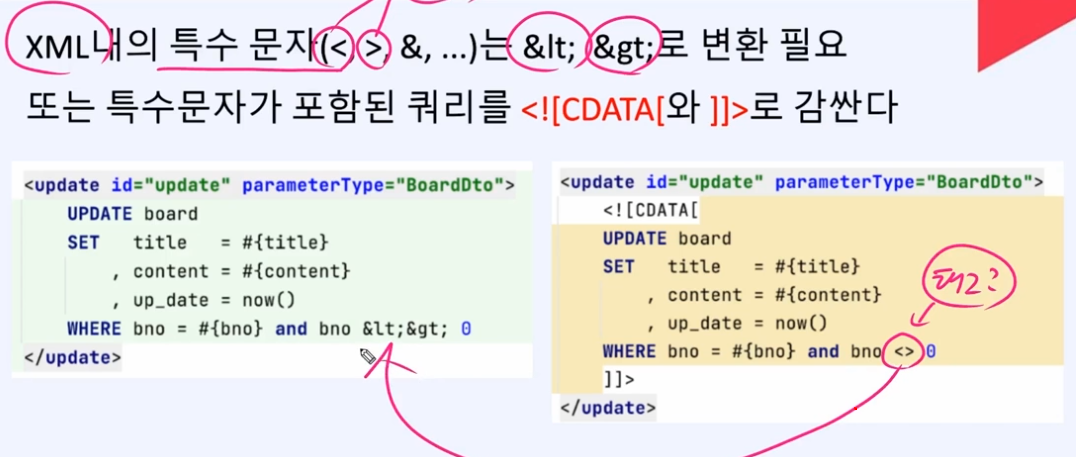 XML내의 특수 문자(<, >, &, ...)는 &lt; &gt;로 변환 필요
또는 특수문자가 포함된 쿼리를 <![CDATA[와 ]]>로 감싼다
<update id="update" parameterType="BoardDto">
UPDATE board
SET title = #{title}
, content = #{content}
, up_date = now()
WHERE bno = #{bno} and bno &lt;&gt; 0
</update>
<update id="update" parameterType="BoardDto">
<![CDATA[
UPDATE board
SET title = #{title}
, content = #{content}
, up_date = now()
WHERE bno = #{bno} and bno <> 0
]]>
</update>
태그?